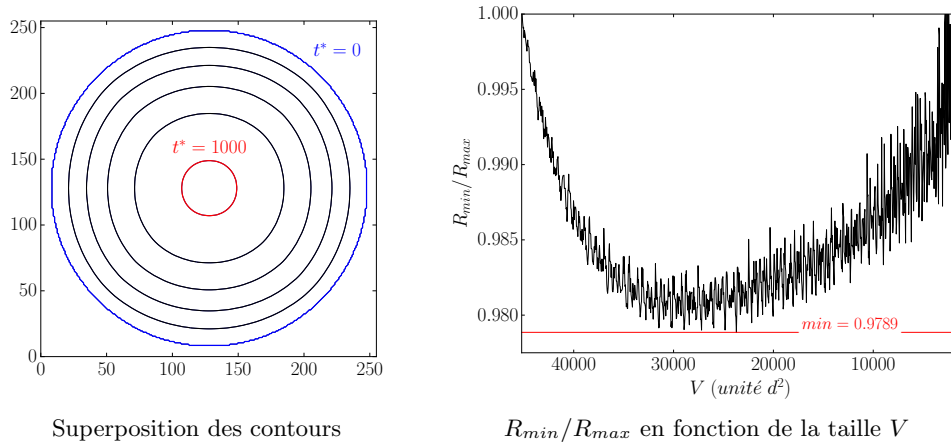 250
200
150
100
50
0
0 50 100 150 200 250
t* = 0
t* = 1000
Superposition des contours
1.000
0.995
0.990
0.985
0.980
R_min/R_max
min = 0.9789
40000 30000 20000 10000
V (unité d²)
R_min/R_max en fonction de la taille V